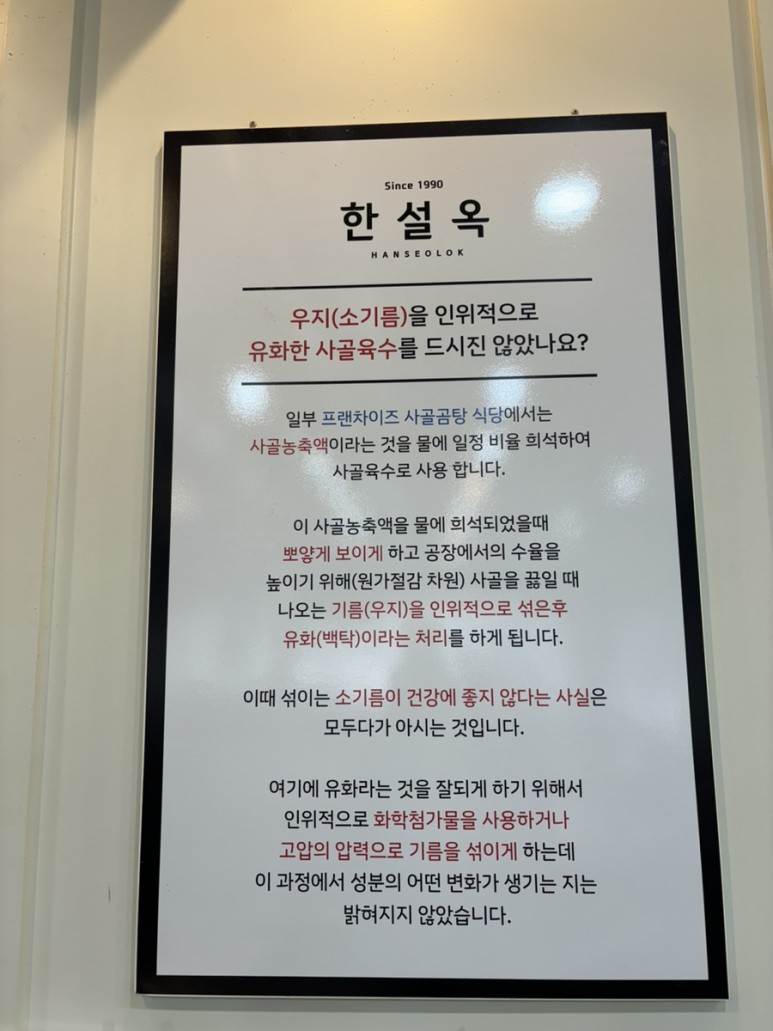 Since 1990
한설옥
HANSEOLOK
우지(소기름)을 인위적으로
유화한 사골육수를 드시진 않았나요?
일부 프랜차이즈 사골곰탕 식당에서는
사골농축액이라는 것을 물에 일정 비율 희석하여
사골육수로 사용 합니다.
이 사골농축액을 물에 희석되었을때
뽀얗게 보이게 하고 공장에서의 수율을
높이기 위해(원가절감 차원) 사골을 끓일 때
나오는 기름(우지)을 인위적으로 섞은후
유화(백탁)이라는 처리를 하게 됩니다.
이때 섞이는 소기름이 건강에 좋지 않다는 사실은
모두다가 아시는 것입니다.
여기에 유화라는 것을 잘되게 하기 위해서
인위적으로 화학첨가물을 사용하거나
고압의 압력으로 기름을 섞이게 하는데
이 과정에서 성분의 어떤 변화가 생기는 지는
밝혀지지 않았습니다.